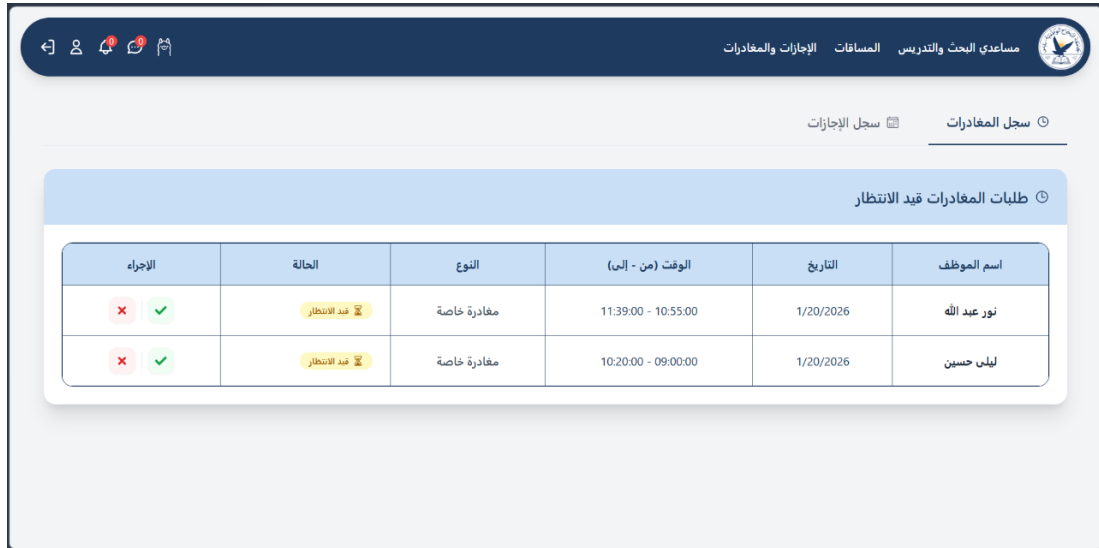 مساعدي البحث والتدريس المساقات الإجازات والمغادرات 0 0
سجل المغادرات سجل الإجازات
طلبات المغادرات قيد الانتظار
اسم الموظف التاريخ الوقت (من - إلى) النوع الحالة الإجراء
نور عبد الله 1/20/2026 11:39:00 - 10:55:00 مغادرة خاصة قيد الانتظار
ليلى حسين 1/20/2026 10:20:00 - 09:00:00 مغادرة خاصة قيد الانتظار